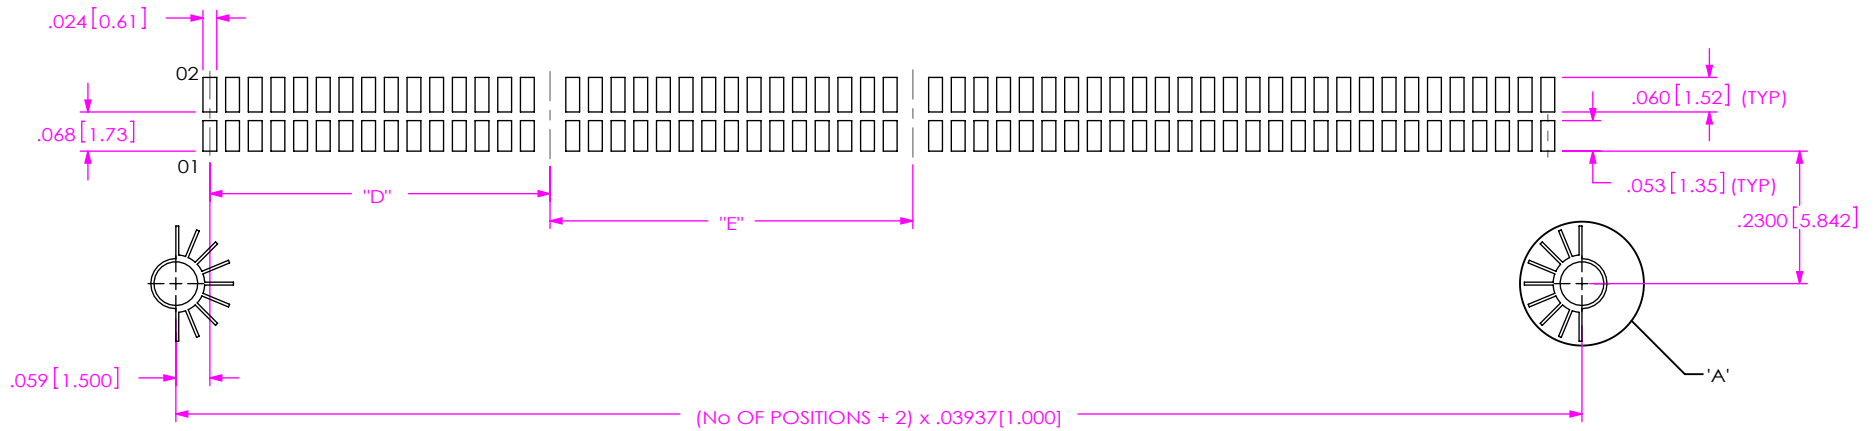 .024[0.61]
02
.060[1.52] (TYP)
.068[1.73]
01
.053[1.35](TYP)
"D"
"E"
.2300[5.842]
.059[1.500]
'A'
(No OF POSITIONS + 2) x .03937[1.000]